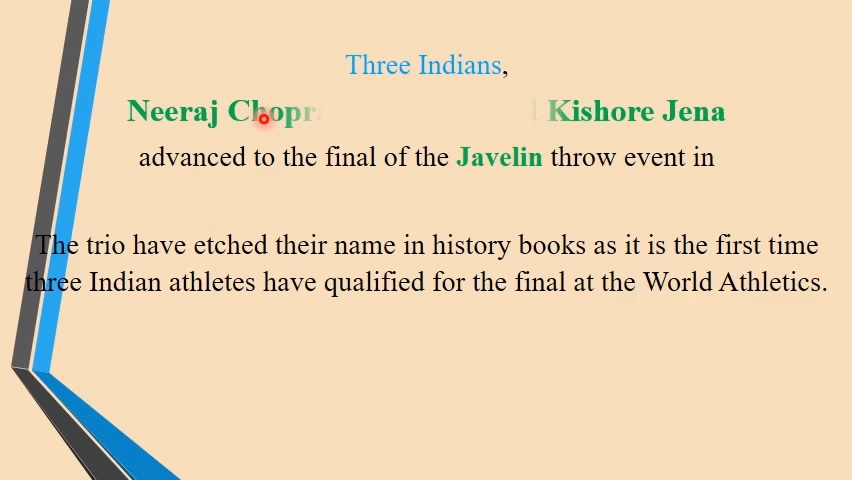 Three Indians,
Neeraj Chopra Kishore Jena
advanced to the final of the Javelin throw event in
The trio have etched their name in history books as it is the first time
three Indian athletes have qualified for the final at the World Athletics.